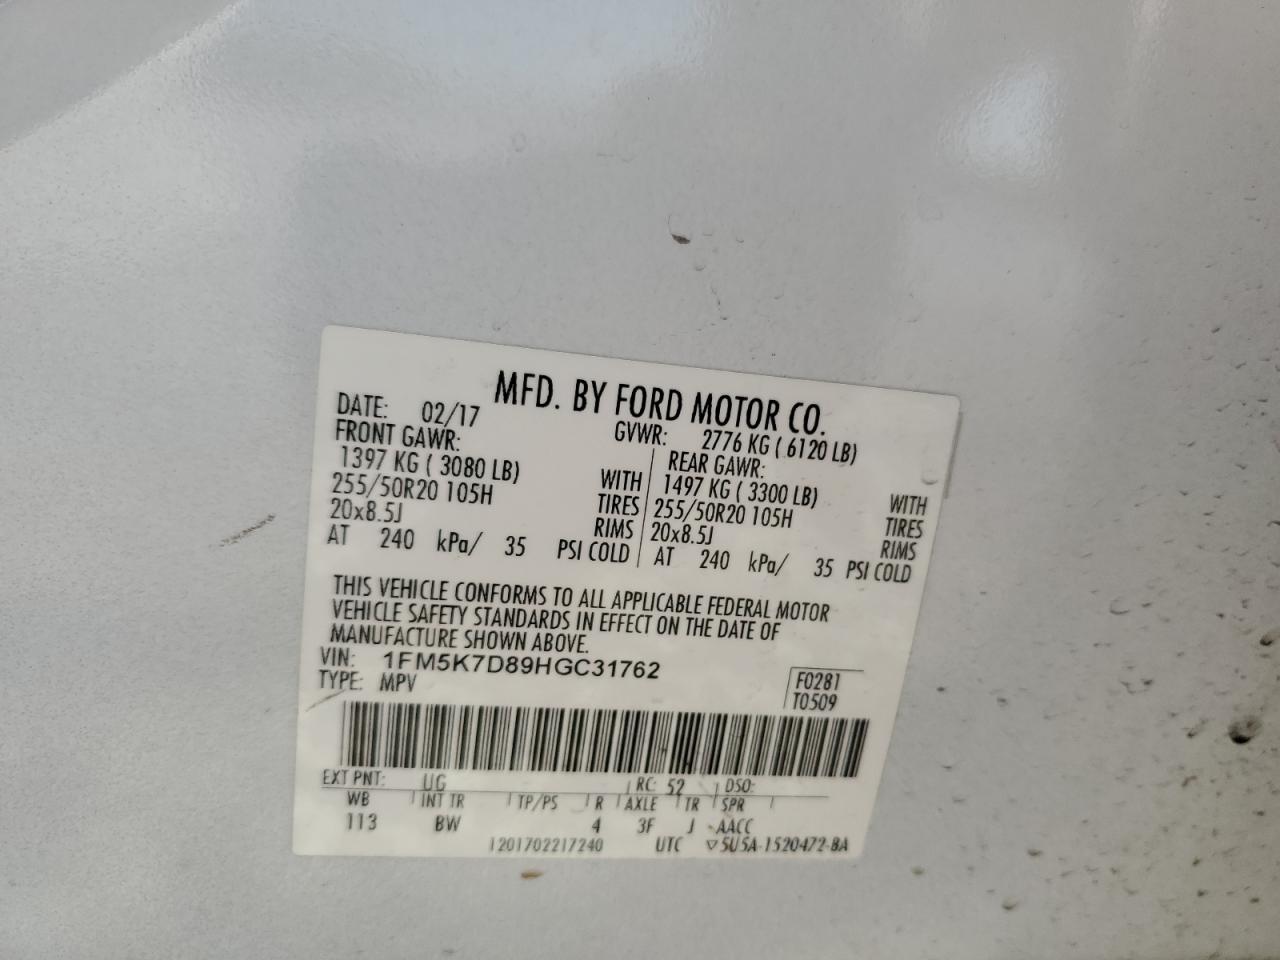 MFD. BY FORD MOTOR CO.
DATE: 02/17 GVWR: 2776 KG ( 6120 LB)
FRONT GAWR: REAR GAWR:
1397 KG ( 3080 LB) WITH 1497 KG ( 3300 LB) WITH
255/50R20 105H TIRES 255/50R20 105H TIRES
20x8.5J RIMS 20x8.5J RIMS
AT 240 kPa/ 35 PSI COLD AT 240 kPa/ 35 PSI COLD
THIS VEHICLE CONFORMS TO ALL APPLICABLE FEDERAL MOTOR
VEHICLE SAFETY STANDARDS IN EFFECT ON THE DATE OF
MANUFACTURE SHOWN ABOVE.
VIN: 1FM5K7D89HGC31762
TYPE: MPV F0281
T0509
EXT PNT: UG RC: 52 DSO:
WB INT TR TP/PS R AXLE TR SPR
113 BW 4 3F J AACC
1201702217240 UTC ▽5U5A-1520472-BA